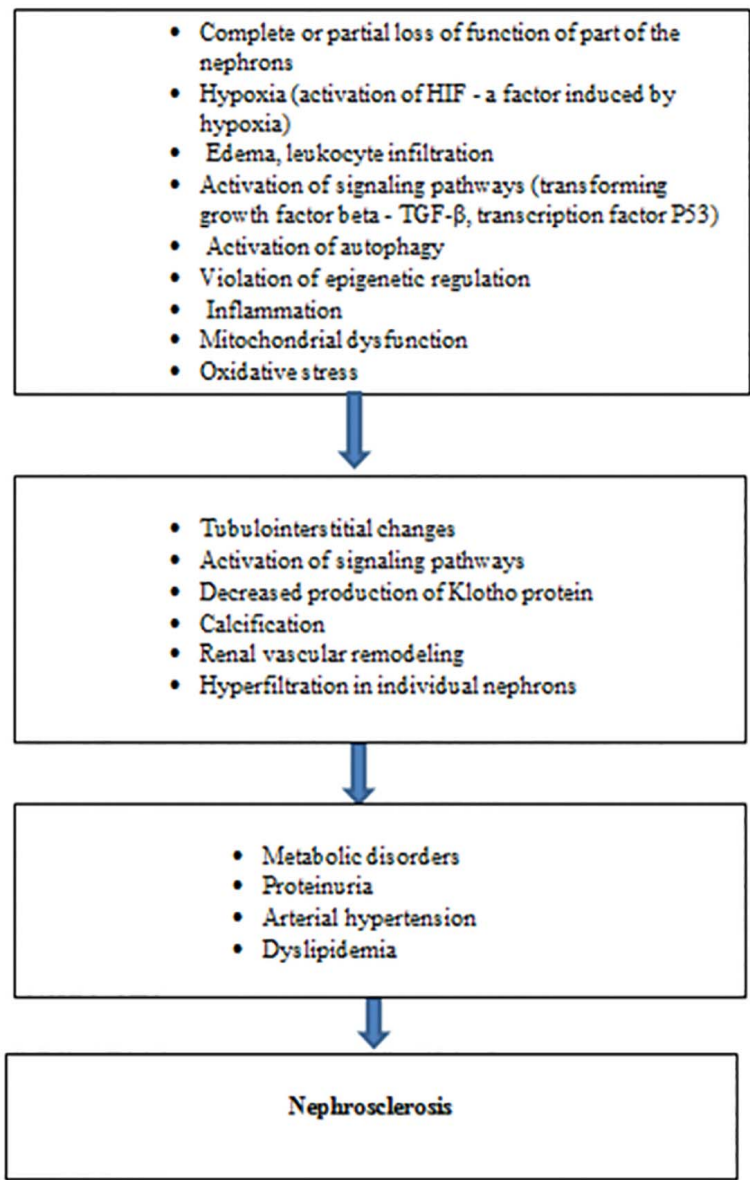 • Complete or partial loss of function of part of the
nephrons
• Hypoxia (activation of HIF - a factor induced by
hypoxia)
• Edema, leukocyte infiltration
• Activation of signaling pathways (transforming
growth factor beta - TGF-β, transcription factor P53)
• Activation of autophagy
• Violation of epigenetic regulation
• Inflammation
• Mitochondrial dysfunction
• Oxidative stress
• Tubulointerstitial changes
• Activation of signaling pathways
• Decreased production of Klotho protein
• Calcification
• Renal vascular remodeling
• Hyperfiltration in individual nephrons
• Metabolic disorders
• Proteinuria
• Arterial hypertension
• Dyslipidemia
Nephrosclerosis